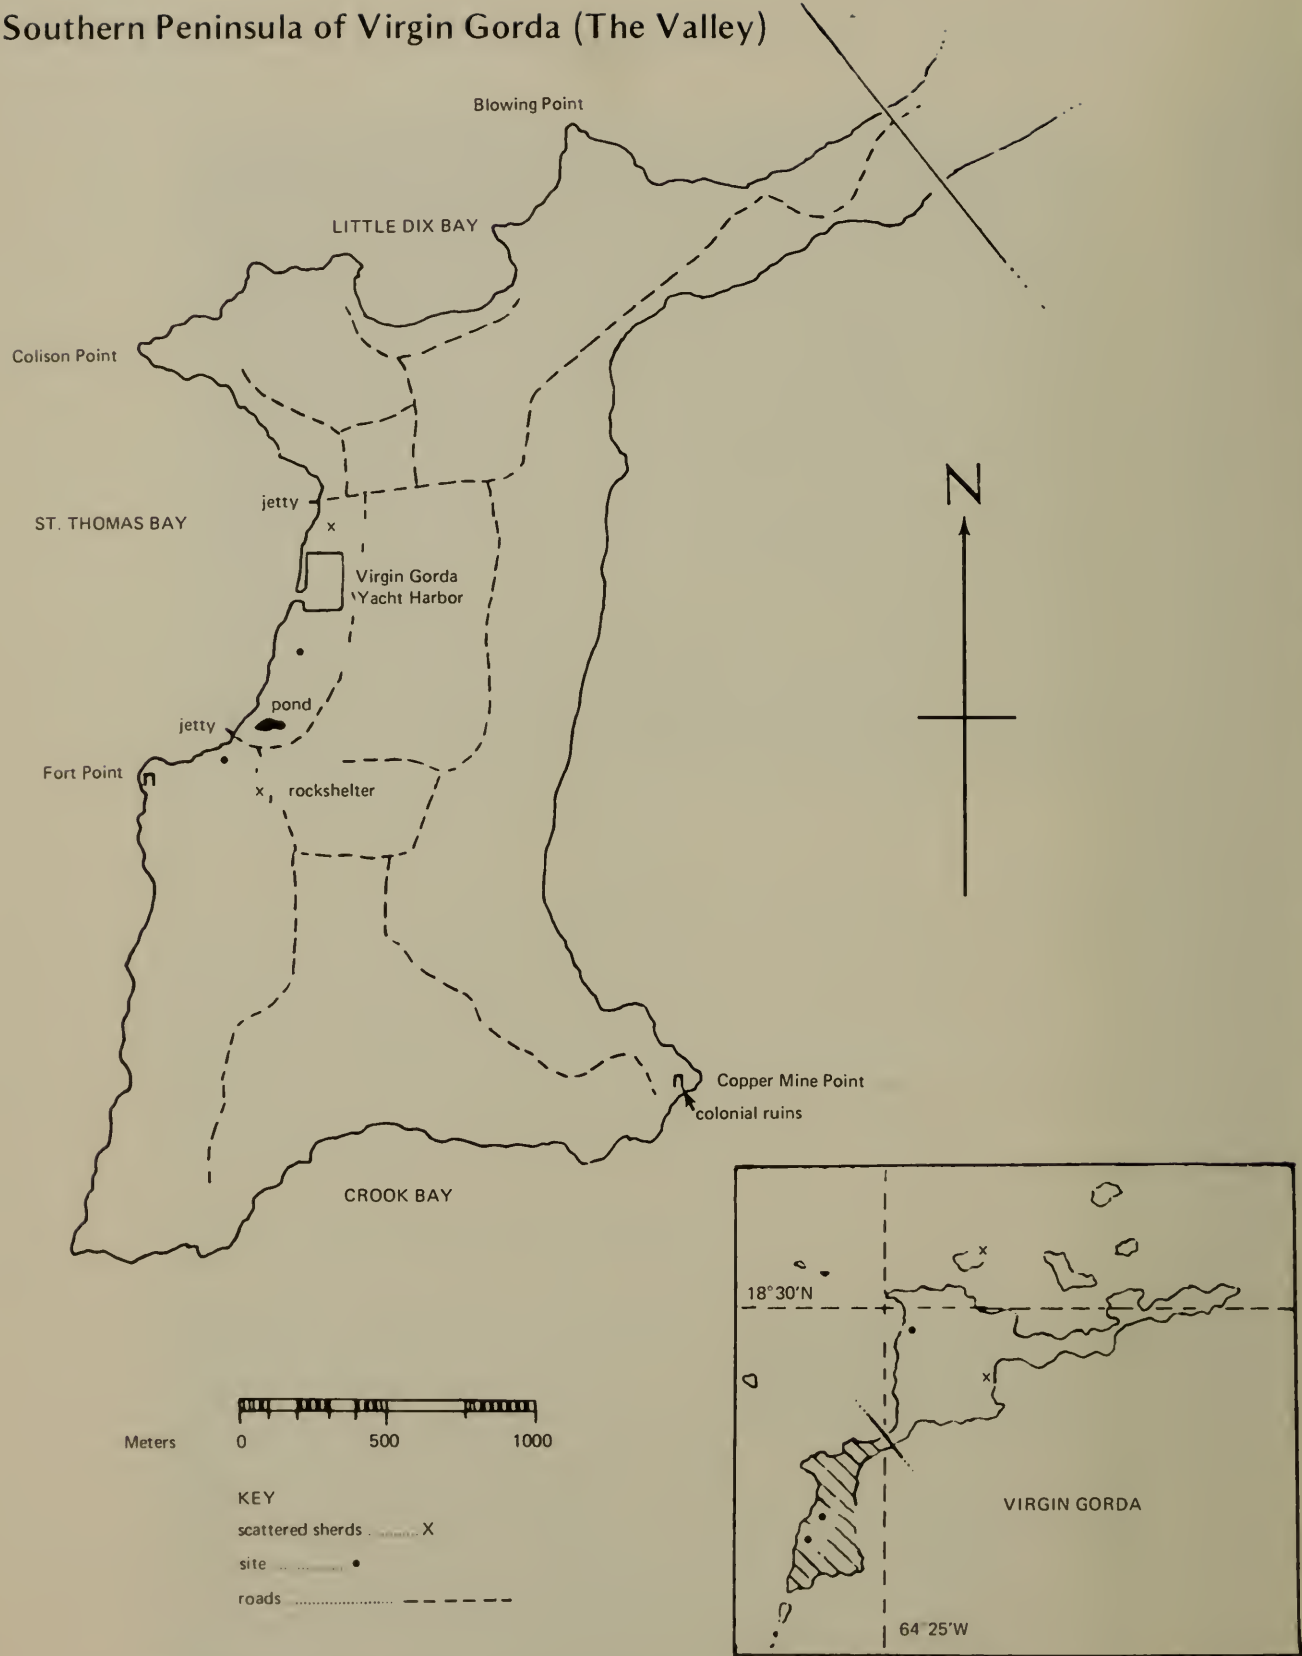 Southern Peninsula of Virgin Gorda (The Valley)
Blowing Point
LITTLE DIX BAY
Colison Point
jetty
ST. THOMAS BAY
x
Virgin Gorda
Yacht Harbor
N
pond
jetty
Fort Point
x
rockshelter
Copper Mine Point
colonial ruins
CROOK BAY
x
18°30'N
x
VIRGIN GORDA
64°25'W
Meters 0 500 1000
KEY
scattered sherds ........ X
site ........ •
roads ........